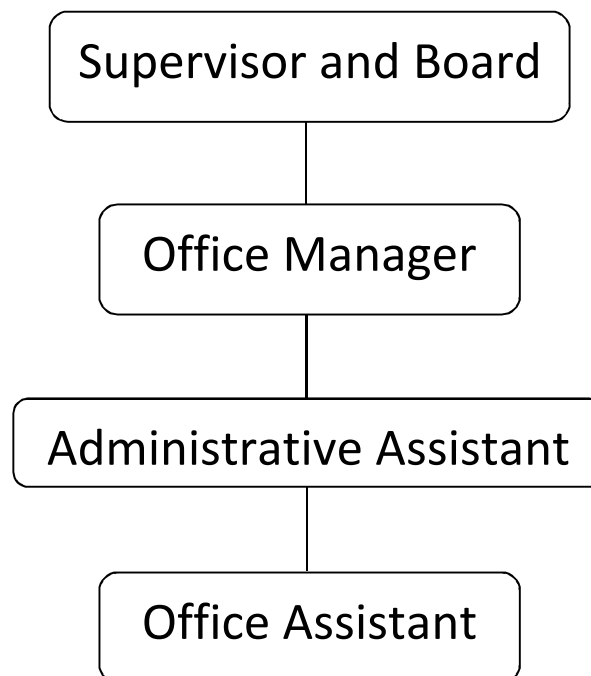 Supervisor and Board
Office Manager
Administrative Assistant
Office Assistant